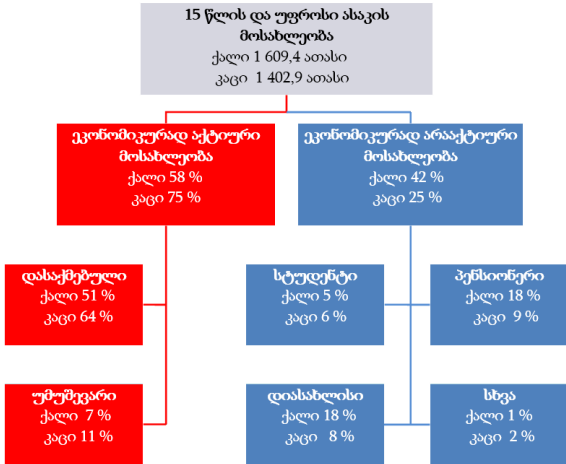 15 წლის და უფროსი ასაკის
მოსახლეობა
ქალი 1 609,4 ათასი
კაცი 1 402,9 ათასი
ეკონომიკურად აქტიური
მოსახლეობა
ქალი 58 %
კაცი 75 %
ეკონომიკურად არააქტიური
მოსახლეობა
ქალი 42 %
კაცი 25 %
დასაქმებული
ქალი 51 %
კაცი 64 %
სტუდენტი
ქალი 5 %
კაცი 6 %
პენსიონერი
ქალი 18 %
კაცი 9 %
უმუშევარი
ქალი 7 %
კაცი 11 %
დიასახლისი
ქალი 18 %
კაცი 8 %
სხვა
ქალი 1 %
კაცი 2 %